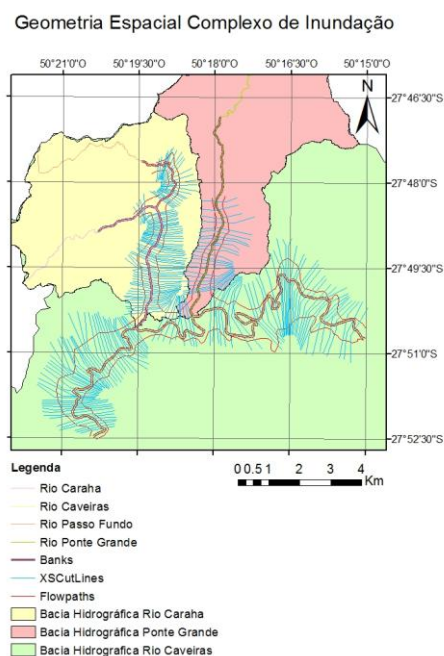 Geometria Espacial Complexo de Inundação
50°21'0"O 50°19'30"O 50°18'0"O 50°16'30"O 50°15'0"O
N
27°46'30"S
27°48'0"S
27°49'30"S
27°51'0"S
27°52'30"S
Legenda
0 0.5 1 2 3 4
Km
Rio Caraha
Rio Caveiras
Rio Passo Fundo
Rio Ponte Grande
Banks
XSCutLines
Flowpaths
Bacia Hidrográfica Rio Caraha
Bacia Hidrográfica Ponte Grande
Bacia Hidrografica Rio Caveiras